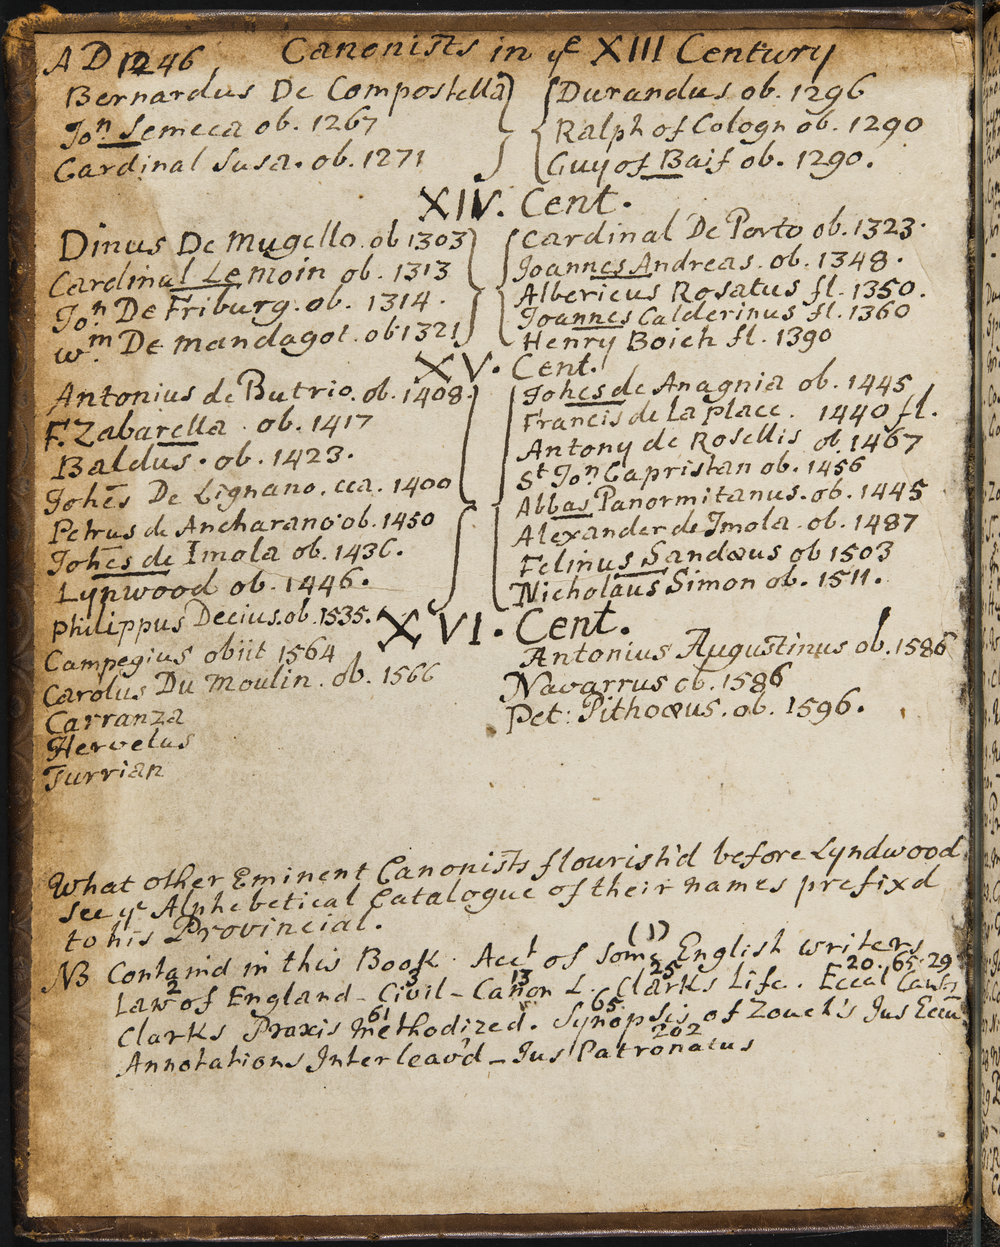 AD 1246 Canonists in ye XIII Century
Bernardus De Compostella
Jon Semeca ob. 1267
Cardinal Susa. ob. 1271
Durandus ob. 1296
Ralph of Cologn ob. 1290
Guy of Baif ob. 1290.
XIV. Cent.
Dinus De Mugello. ob 1303
Cardinal Le Moin ob. 1313
Jon De Friburg. ob. 1314.
Wm De Mandagot. ob 1321
Cardinal De Porto ob. 1323.
Joannes Andreas. ob. 1348.
Albericus Rosatus fl. 1350.
Joannes Calderinus fl. 1360
Henry Boich fl. 1390
XV. Cent.
Antonius de Butrio. ob. 1408.
F. Zabarella. ob. 1417
Baldus. ob. 1423.
Johes De Lignano. cca. 1400
Petrus de Ancharano. ob. 1450
Johes de Imola ob. 1436.
Lynwood ob. 1446.
Philippus Decius. ob. 1535.
Johes de Anagnia ob. 1445
Francis de la Place. 1440 fl.
Antony de Rosellis ob. 1467
St Jon Capristan ob. 1456
Abbas Panormitanus. ob. 1445
Alexander de Imola. ob. 1487
Felinus Sandæus ob 1503
Nicholaus Simon ob. 1511.
XVI. Cent.
Campegius obiit 1564
Carolus Du Moulin. ob. 1566
Carranza
Hervetus
Turrian
Antonius Augustinus ob. 1586
Navarrus ob. 1586
Pet: Pithoœus. ob. 1596.
What other Eminent Canonists flourish'd before Lyndwood
see ye Alphebetical Catalogue of their names prefixd
to his Provincial.
NB Contain'd in this Book. Acct of some (1) English writers
Law 2 of England - Civil 3 - Canon 13 L. Clarks 25 Life. Eccal 20. 65. 29 Laws
Clarks Praxis 61 Methodized. Synopsis 65 of Zouch's Jus Eccu
Annotations Interleav'd - Jus Patronatus 202